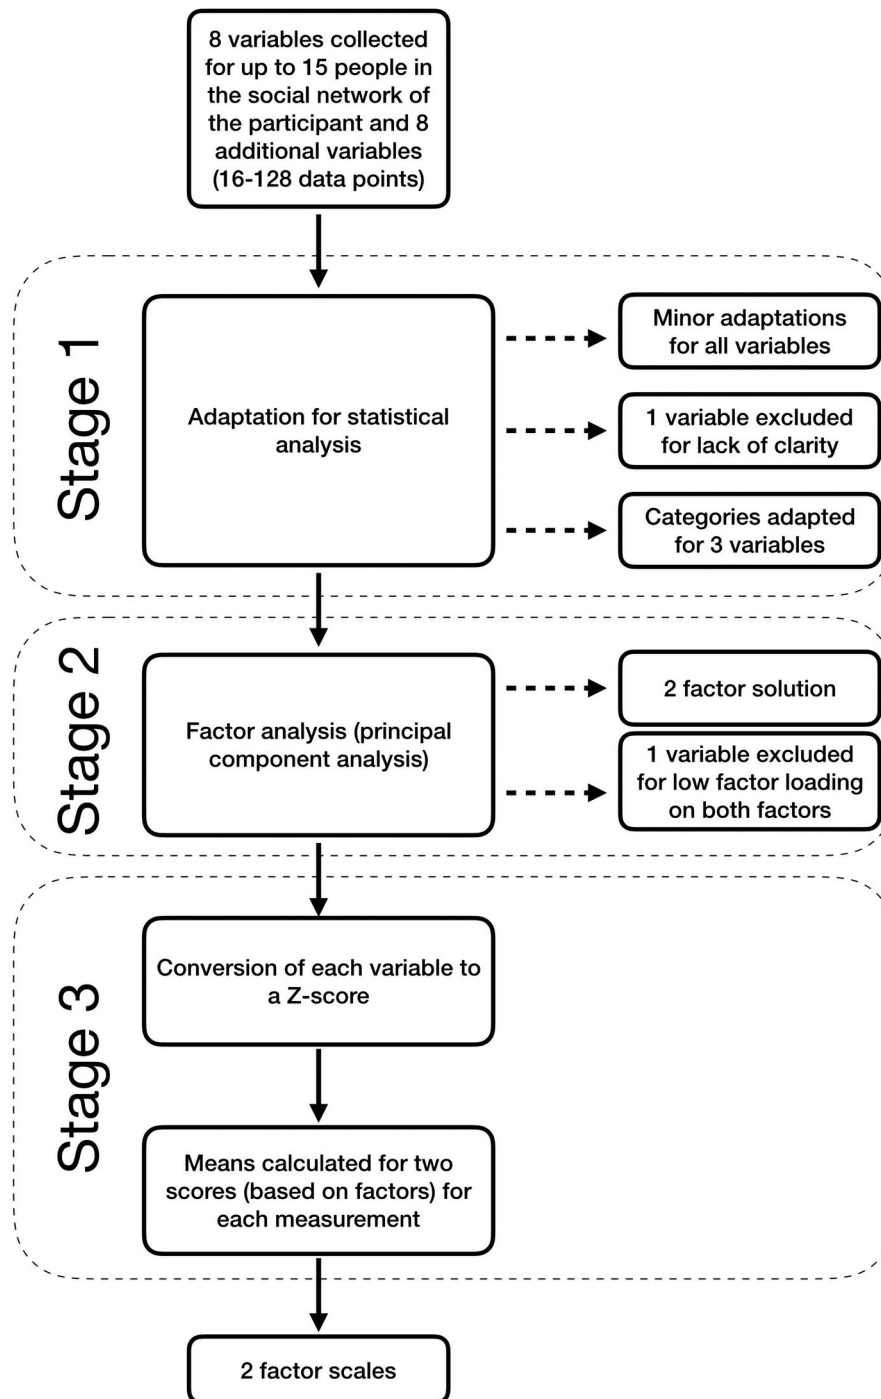 8 variables collected
for up to 15 people in
the social network of
the participant and 8
additional variables
(16-128 data points)
Stage 1
Adaptation for statistical
analysis
Minor adaptations
for all variables
1 variable excluded
for lack of clarity
Categories adapted
for 3 variables
Stage 2
Factor analysis (principal
component analysis)
2 factor solution
1 variable excluded
for low factor loading
on both factors
Stage 3
Conversion of each variable to
a Z-score
Means calculated for two
scores (based on factors) for
each measurement
2 factor scales